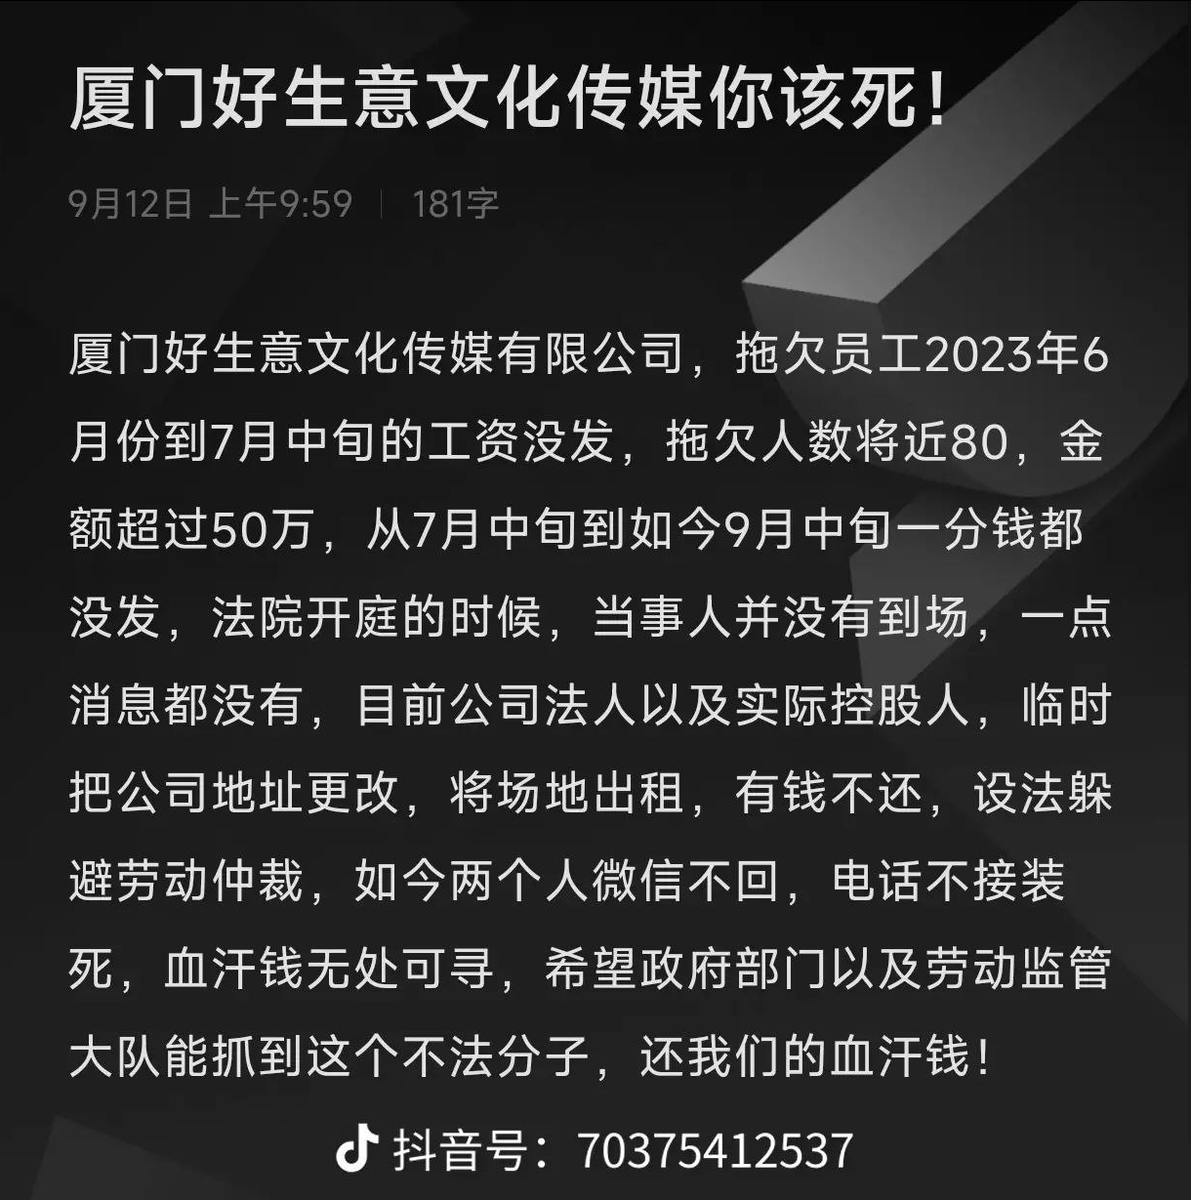 厦门好生意文化传媒你该死！
9月12日 上午9:59 | 181字
厦门好生意文化传媒有限公司，拖欠员工2023年6
月份到7月中旬的工资没发，拖欠人数将近80，金
额超过50万，从7月中旬到如今9月中旬一分钱都
没发，法院开庭的时候，当事人并没有到场，一点
消息都没有，目前公司法人以及实际控股人，临时
把公司地址更改，将场地出租，有钱不还，设法躲
避劳动仲裁，如今两个人微信不回，电话不接装
死，血汗钱无处可寻，希望政府部门以及劳动监管
大队能抓到这个不法分子，还我们的血汗钱！
抖音号：70375412537